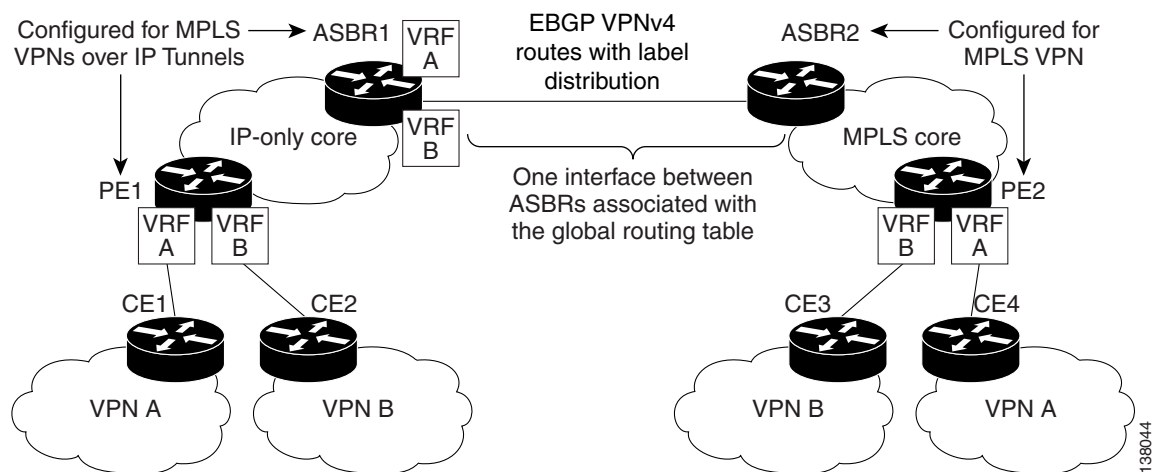 Configured for MPLS
VPNs over IP Tunnels
ASBR1
VRF
A
EBGP VPNv4
routes with label
distribution
ASBR2
Configured for
MPLS VPN
IP-only core
VRF
B
MPLS core
One interface between
ASBRs associated with
the global routing table
PE1
VRF
A
VRF
B
PE2
VRF
B
VRF
A
CE1
CE2
CE3
CE4
VPN A
VPN B
VPN B
VPN A
138044